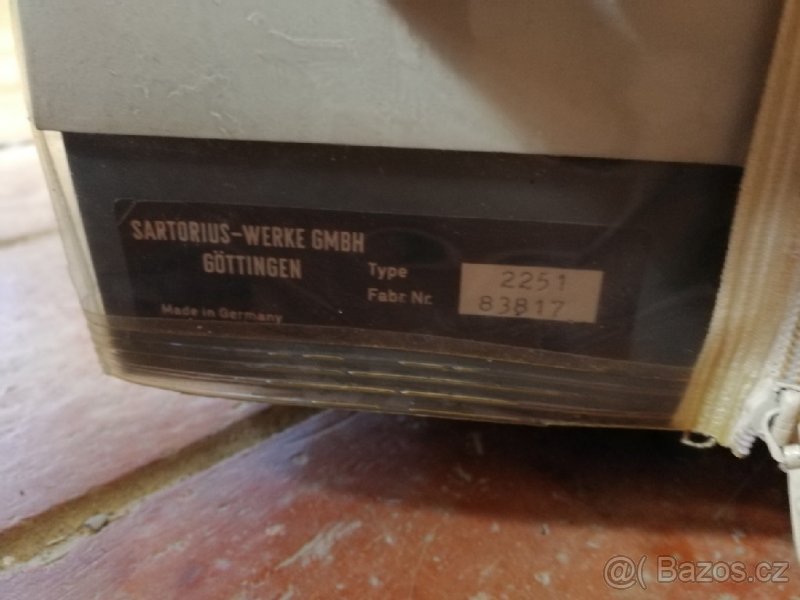 SARTORIUS-WERKE GMBH
GÖTTINGEN
Type 2251
Fabr. Nr. 83817
Made in Germany
@ Bazos.cz